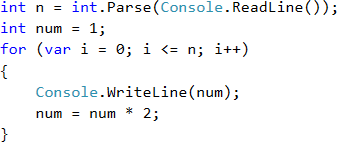 int n = int.Parse(Console.ReadLine());
int num = 1;
for (var i = 0; i <= n; i++)
{
    Console.WriteLine(num);
    num = num * 2;
}